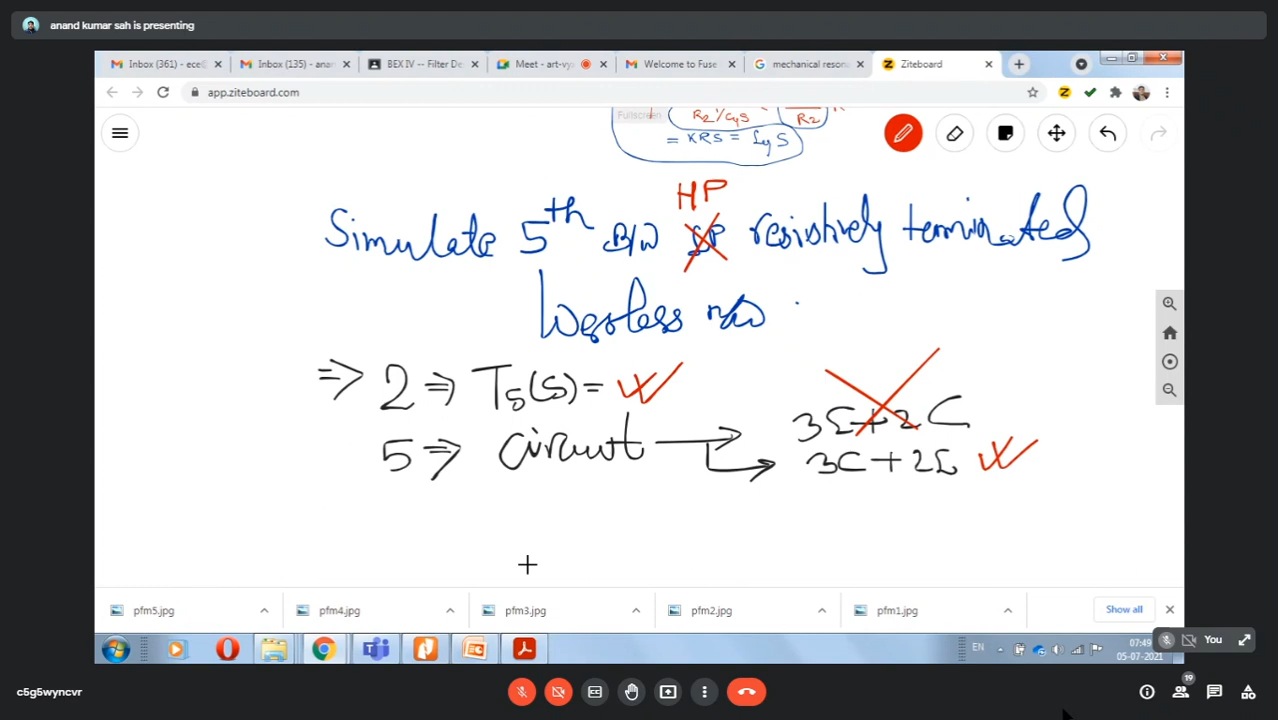 anand kumar sah is presenting
Inbox (361) - ece@
Inbox (135) - anan
BEX IV -- Filter De
Meet - art-vy
Welcome to Fuse
mechanical reson
Ziteboard
app.ziteboard.com
Fullscreen
R2 1/C4S
R2
= KRS = L4 S
HP
Simulate 5th B/W LP resistively terminated
lossless n/w
=> 2 => T5(S) =
5 => circuit
3L+2C
3C+2L
pfm5.jpg
pfm4.jpg
pfm3.jpg
pfm2.jpg
pfm1.jpg
Show all
EN
07:49
05-07-2021
You
c5g5wyncvr
19